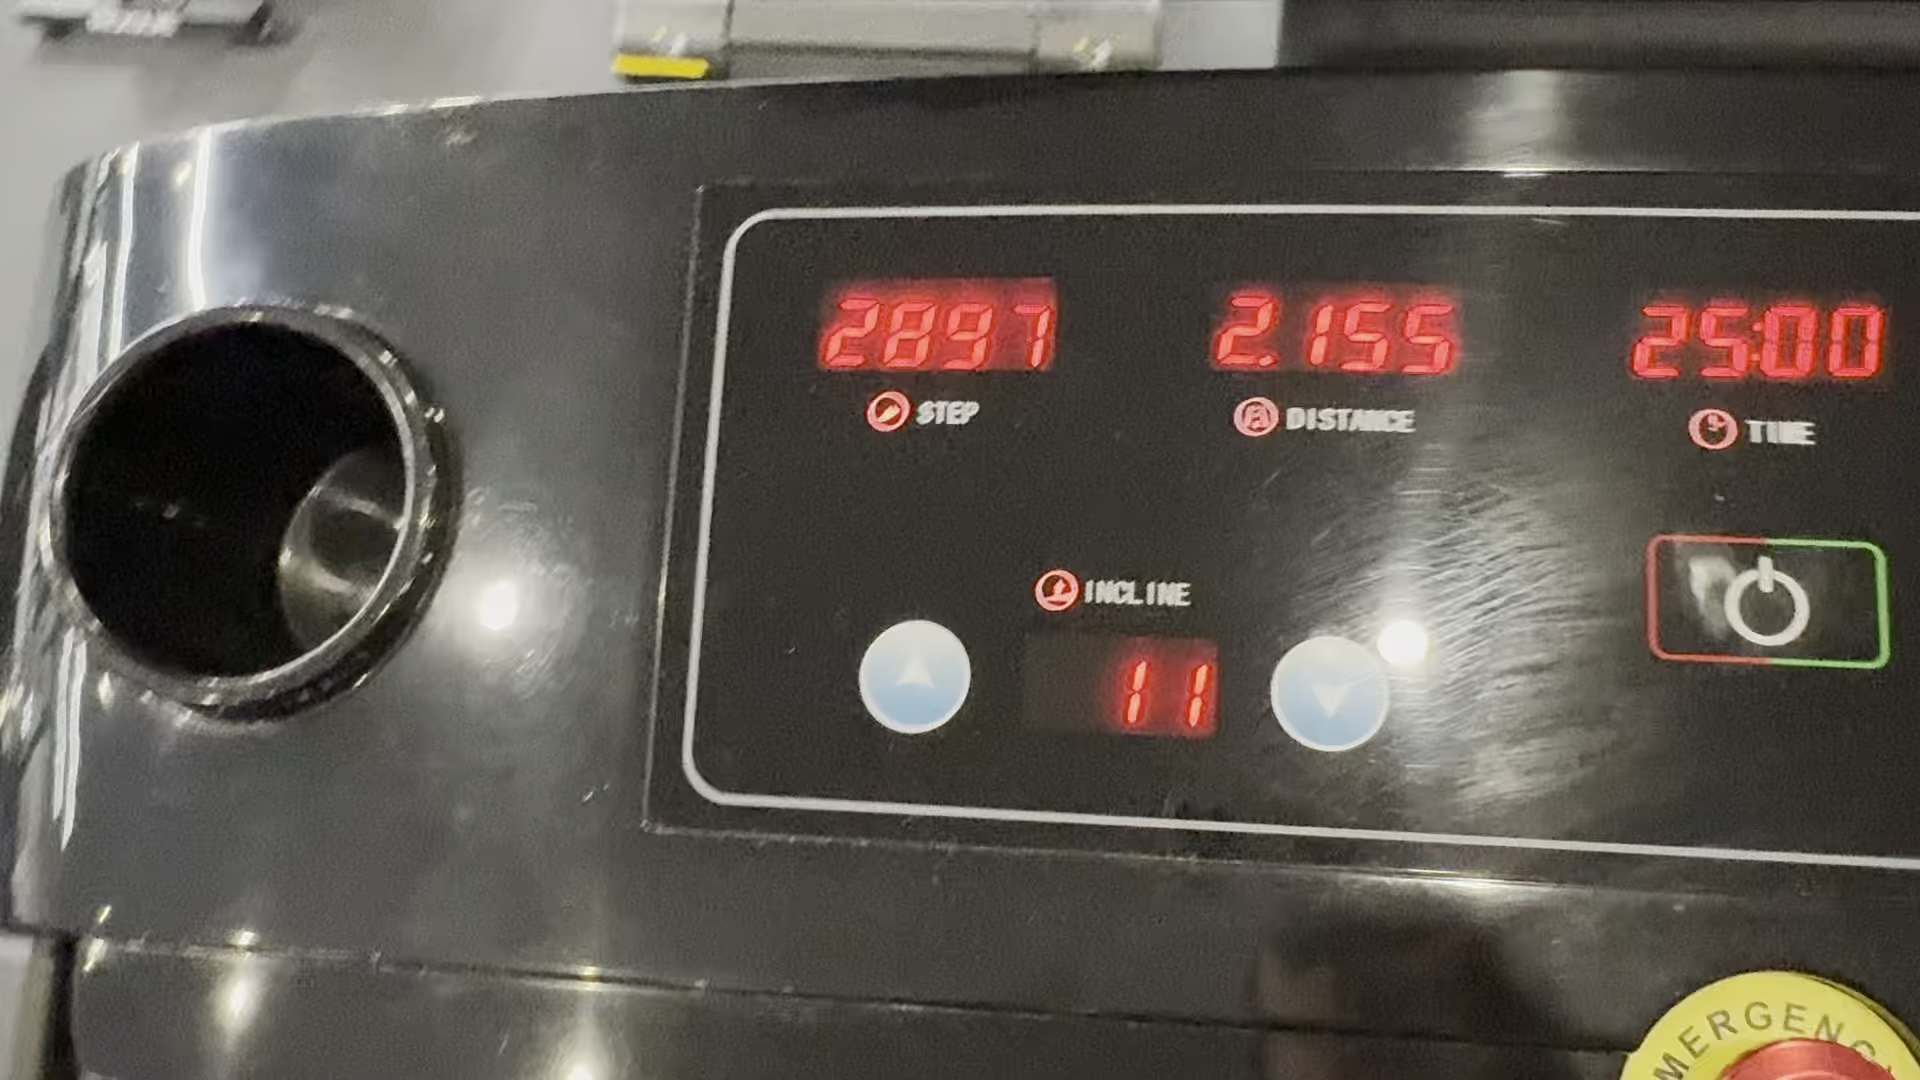 2897 2.155 25:00
STEP DISTANCE TIME
INCLINE
11
MERGENC